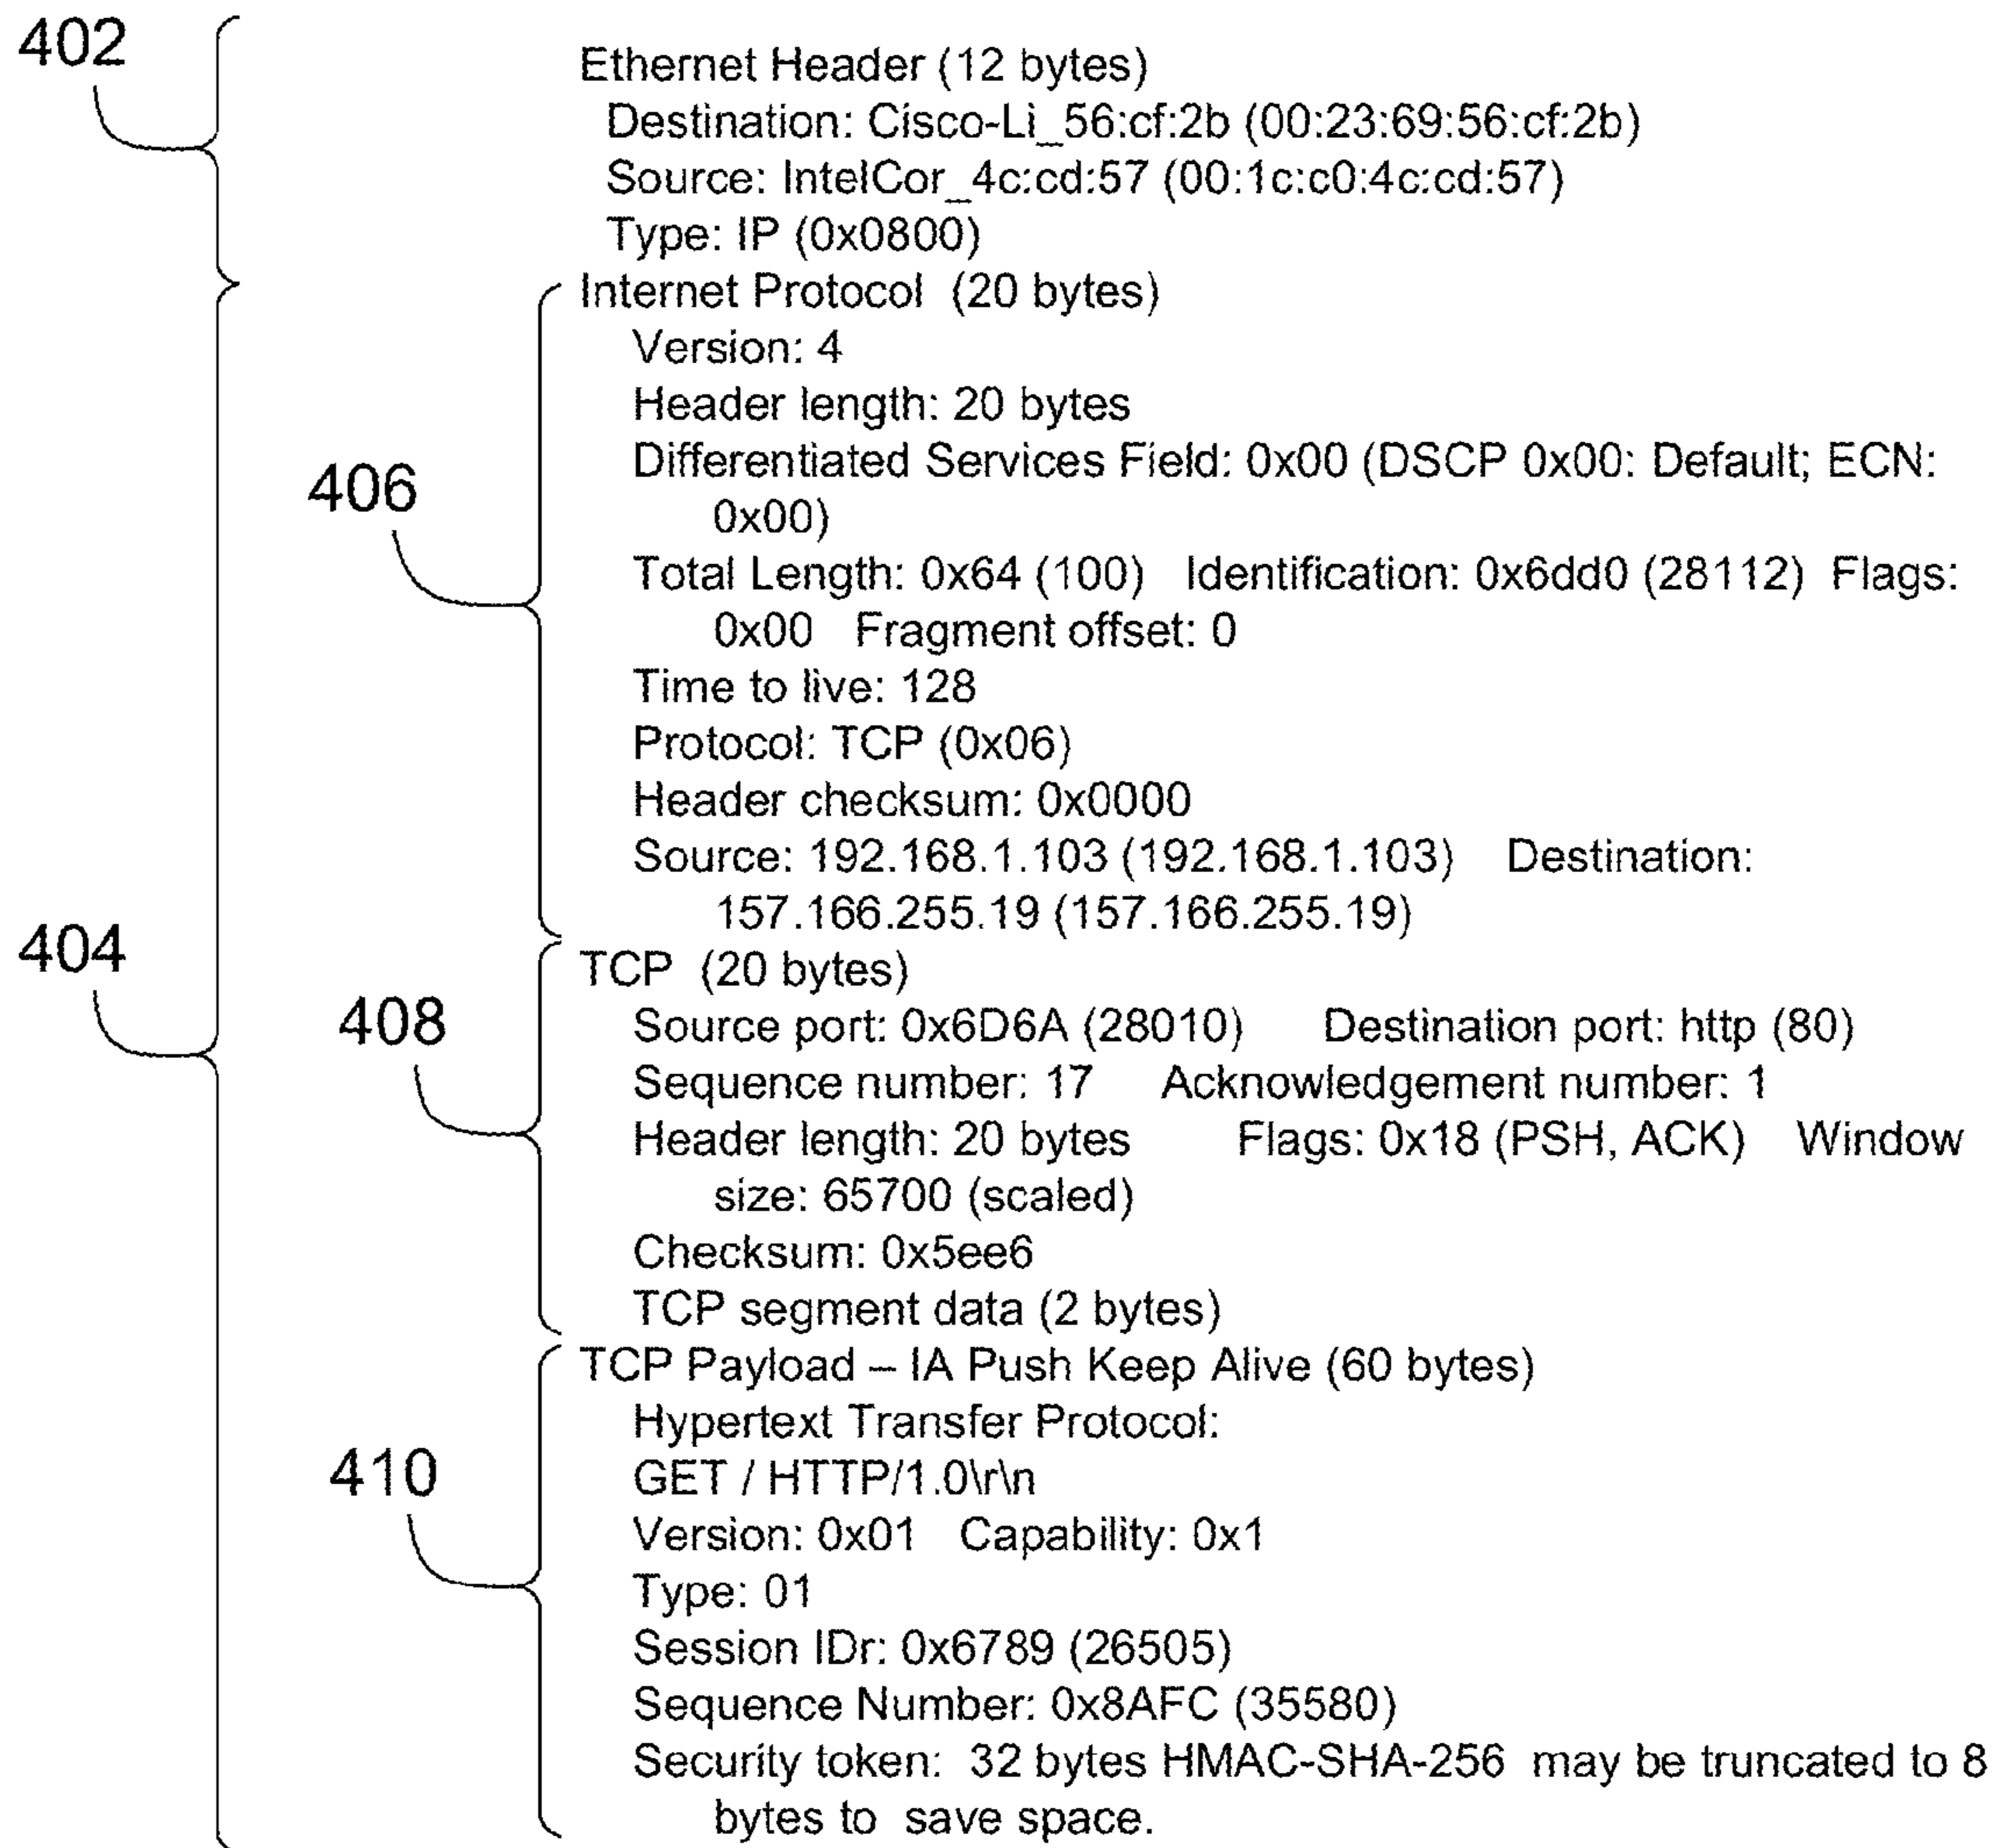 402
Ethernet Header (12 bytes)
Destination: Cisco-Li_56:cf:2b (00:23:69:56:cf:2b)
Source: IntelCor_4c:cd:57 (00:1c:c0:4c:cd:57)
Type: IP (0x0800)
Internet Protocol (20 bytes)
Version: 4
Header length: 20 bytes
406
Differentiated Services Field: 0x00 (DSCP 0x00: Default; ECN:
0x00)
Total Length: 0x64 (100) Identification: 0x6dd0 (28112) Flags:
0x00 Fragment offset: 0
Time to live: 128
Protocol: TCP (0x06)
Header checksum: 0x0000
Source: 192.168.1.103 (192.168.1.103) Destination:
157.166.255.19 (157.166.255.19)
404
TCP (20 bytes)
408
Source port: 0x6D6A (28010) Destination port: http (80)
Sequence number: 17 Acknowledgement number: 1
Header length: 20 bytes Flags: 0x18 (PSH, ACK) Window
size: 65700 (scaled)
Checksum: 0x5ee6
TCP segment data (2 bytes)
TCP Payload – IA Push Keep Alive (60 bytes)
Hypertext Transfer Protocol:
410
GET / HTTP/1.0\r\n
Version: 0x01 Capability: 0x1
Type: 01
Session IDr: 0x6789 (26505)
Sequence Number: 0x8AFC (35580)
Security token: 32 bytes HMAC-SHA-256 may be truncated to 8
bytes to save space.